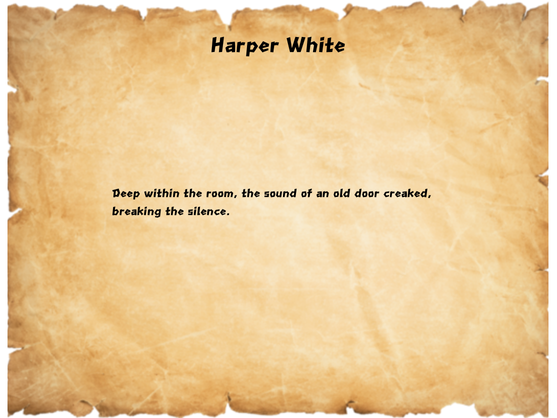 Harper White
Deep within the room, the sound of an old door creaked,
breaking the silence.